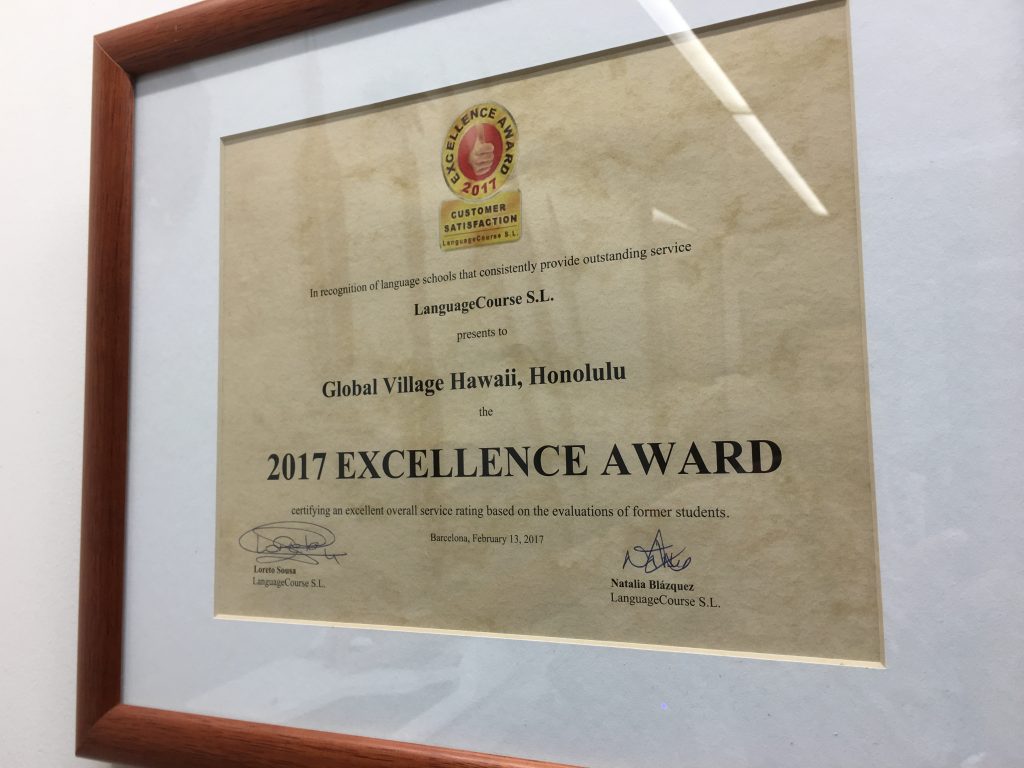 EXCELLENCE AWARD
2017
CUSTOMER
SATISFACTION
LanguageCourse S.L.
In recognition of language schools that consistently provide outstanding service
LanguageCourse S.L.
presents to
Global Village Hawaii, Honolulu
the
2017 EXCELLENCE AWARD
certifying an excellent overall service rating based on the evaluations of former students.
Barcelona, February 13, 2017
Loreto Sousa
LanguageCourse S.L.
Natalia Blázquez
LanguageCourse S.L.